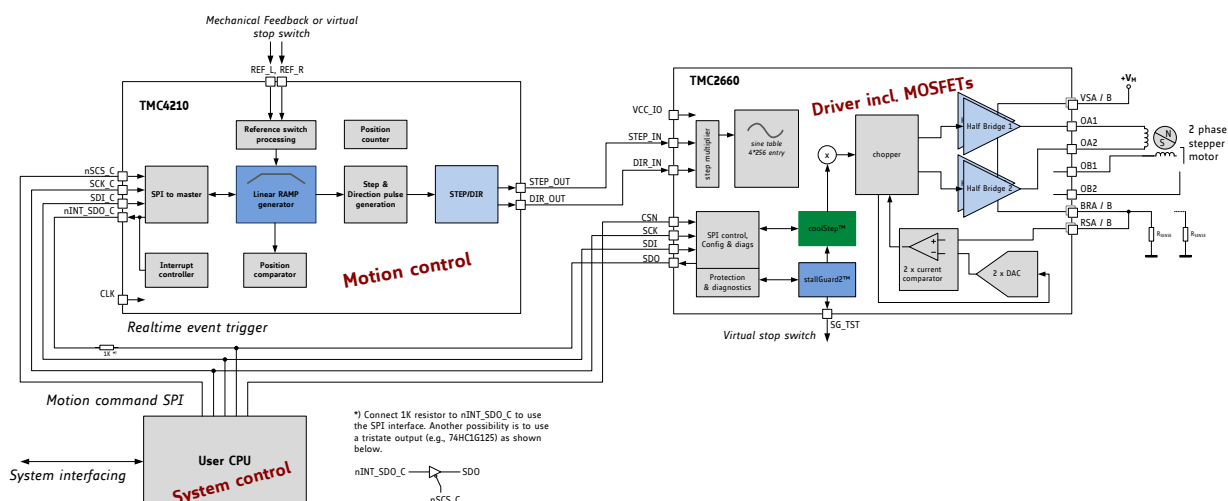 Mechanical Feedback or virtual
stop switch
REF_L, REF_R
TMC4210
Reference switch
processing
Position
counter
nSCS_C
SCK_C
SDI_C
nINT_SDO_C
SPI to master
Linear RAMP
generator
Step &
Direction pulse
generation
STEP/DIR
STEP_OUT
DIR_OUT
Interrupt
controller
Position
comparator
Motion control
CLK
Realtime event trigger
1K *)
Motion command SPI
User CPU
System control
System interfacing
*) Connect 1K resistor to nINT_SDO_C to use
the SPI interface. Another possibility is to use
a tristate output (e.g., 74HC1G125) as shown
below.
nINT_SDO_C
SDO
nSCS_C
TMC2660
Driver incl. MOSFETs
VCC_IO
STEP_IN
DIR_IN
step multiplier
sine table
4*256 entry
x
chopper
Half Bridge 1
Half Bridge 2
+VM
VSA / B
OA1
OA2
OB1
OB2
BRA / B
RSA / B
N
S
2 phase
stepper
motor
RSENSE
RSENSE
CSN
SCK
SDI
SDO
SPI control,
Config & diags
Protection
& diagnostics
coolStep™
stallGuard2™
+
-
2 x current
comparator
2 x DAC
SG_TST
Virtual stop switch